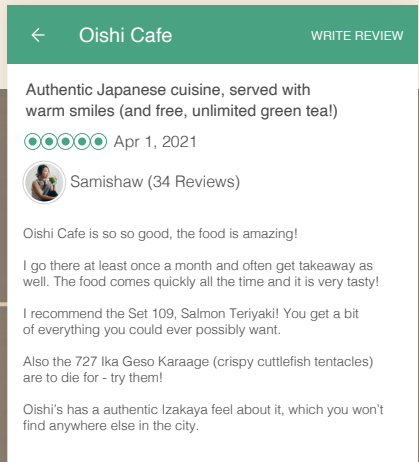 Oishi Cafe
WRITE REVIEW
Authentic Japanese cuisine, served with
warm smiles (and free, unlimited green tea!)
Apr 1, 2021
Samishaw (34 Reviews)
Oishi Cafe is so so good, the food is amazing!
I go there at least once a month and often get takeaway as
well. The food comes quickly all the time and it is very tasty!
I recommend the Set 109, Salmon Teriyaki! You get a bit
of everything you could ever possibly want.
Also the 727 Ika Geso Karaage (crispy cuttlefish tentacles)
are to die for - try them!
Oishi's has a authentic Izakaya feel about it, which you won't
find anywhere else in the city.